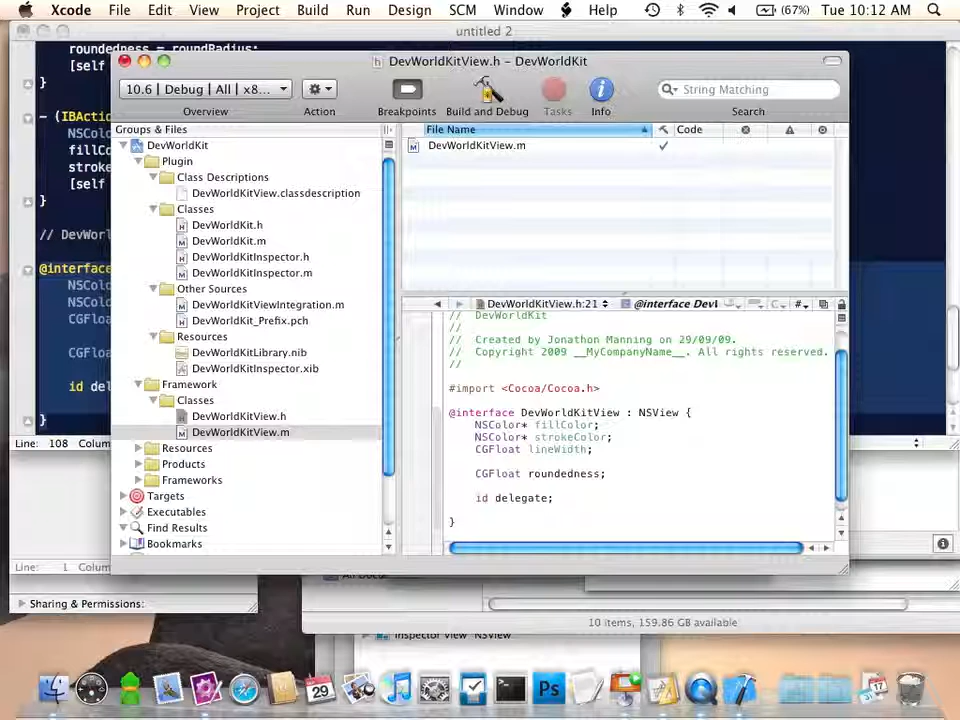 Xcode File Edit View Project Build Run Design SCM Window Help (67%) Tue 10:12 AM
untitled 2
roundedness = roundRadius;
[self
}
- (IBActio
NSColo
fillCo
stroke
[self
}
// DevWorl
@interface
NSColo
NSColo
CGFloa
CGFloa
id del
}
Line: 108 Colum
Line: 1 Colum
Sharing & Permissions:
DevWorldKitView.h – DevWorldKit
10.6 | Debug | All | x8...
String Matching
Overview Action Breakpoints Build and Debug Tasks Info Search
Groups & Files
DevWorldKit
Plugin
Class Descriptions
DevWorldKitView.classdescription
Classes
DevWorldKit.h
DevWorldKit.m
DevWorldKitInspector.h
DevWorldKitInspector.m
Other Sources
DevWorldKitViewIntegration.m
DevWorldKit_Prefix.pch
Resources
DevWorldKitLibrary.nib
DevWorldKitInspector.xib
Framework
Classes
DevWorldKitView.h
DevWorldKitView.m
Resources
Products
Frameworks
Targets
Executables
Find Results
Bookmarks
File Name Code
DevWorldKitView.m
DevWorldKitView.h:21 @interface DevW
// DevWorldKit
//
// Created by Jonathon Manning on 29/09/09.
// Copyright 2009 __MyCompanyName__. All rights reserved.
//
#import <Cocoa/Cocoa.h>
@interface DevWorldKitView : NSView {
NSColor* fillColor;
NSColor* strokeColor;
CGFloat lineWidth;
CGFloat roundedness;
id delegate;
}
10 items, 159.86 GB available
Inspector View NSView
29
Ps
17